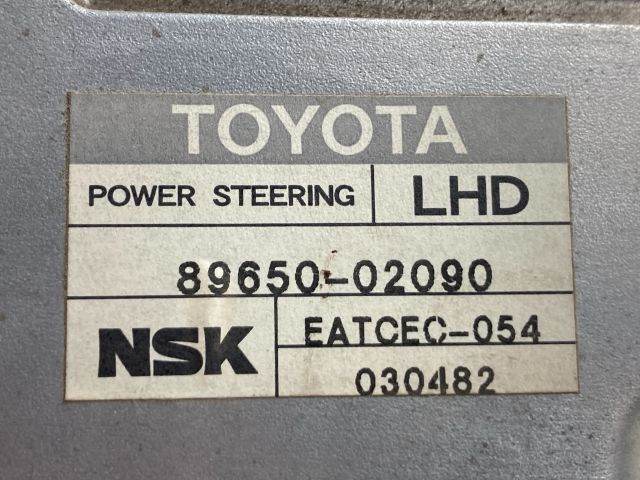 TOYOTA
POWER STEERING LHD
89650-02090
NSK EATCEC-054
030482